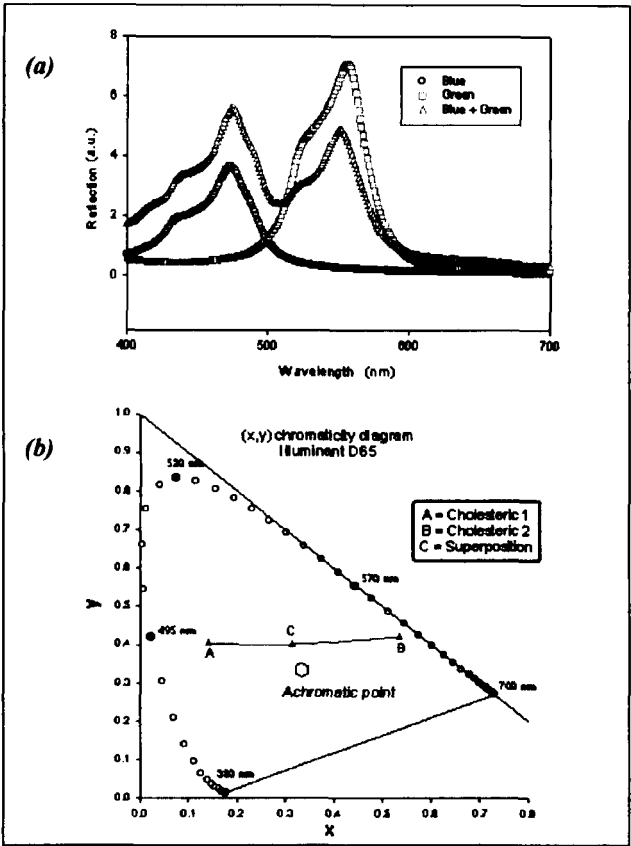 (a)
8
6
4
2
0
Reflection (a.u.)
Blue
Green
Blue + Green
400
500
600
700
Wavelength (nm)
(b)
(x,y) chromaticity diagram
Illuminant D65
A = Cholesteric 1
B = Cholesteric 2
C = Superposition
1.0
0.9
0.8
0.7
0.6
0.5
0.4
0.3
0.2
0.1
0.0
y
520 nm
570 nm
495 nm
A
C
B
Achromatic point
700 nm
380 nm
0.0
0.1
0.2
0.3
0.4
0.5
0.6
0.7
0.8
X